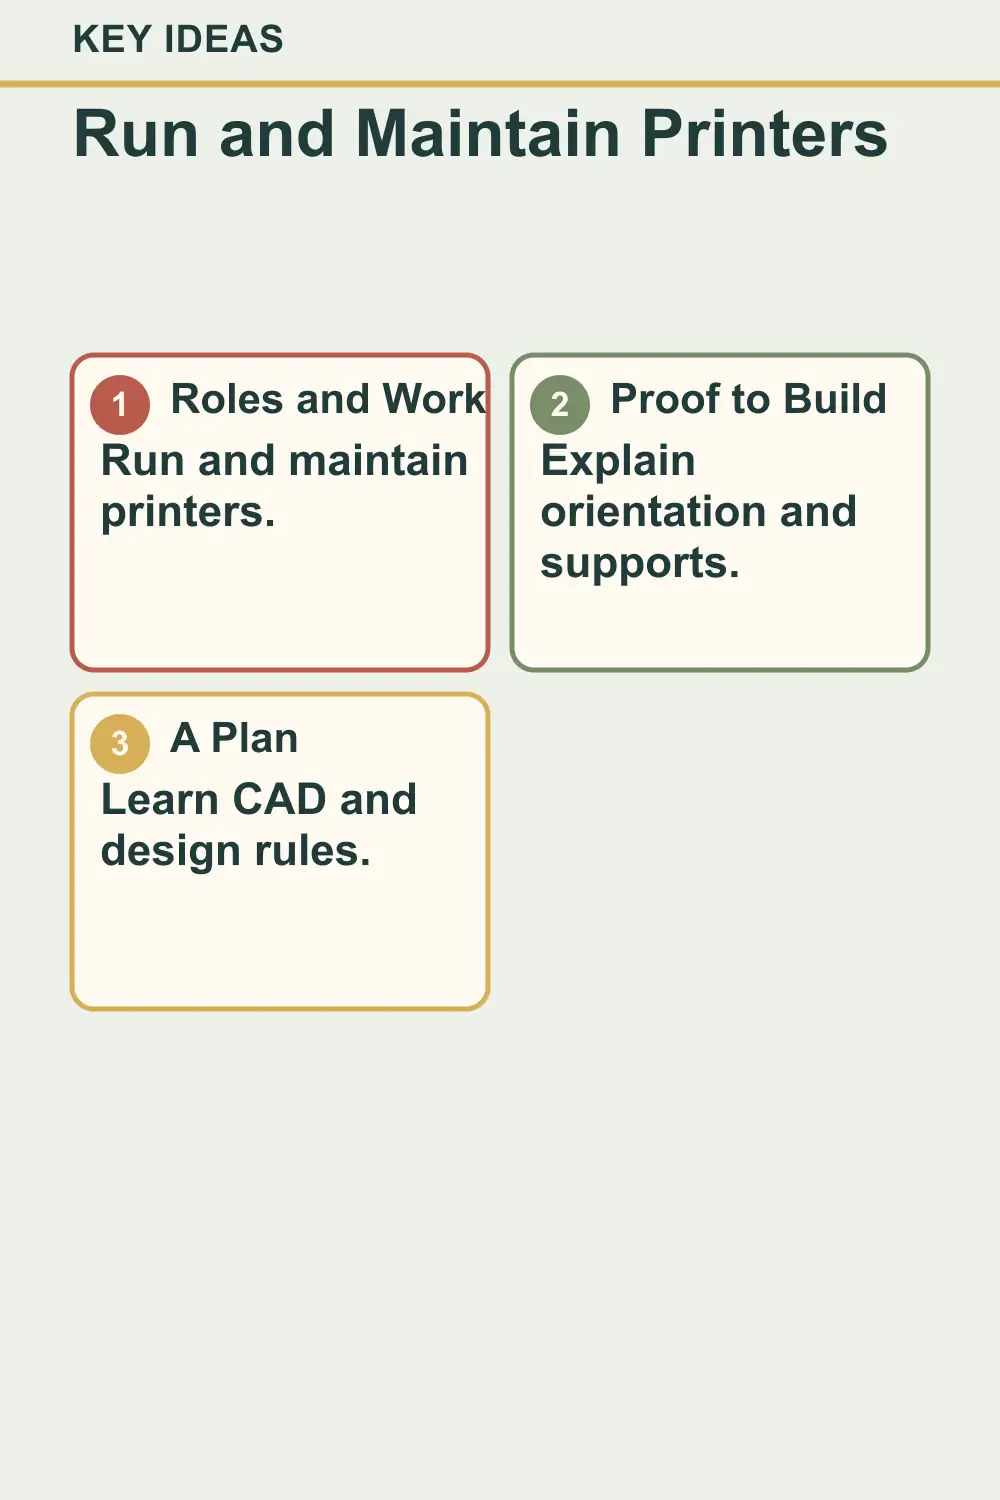 KEY IDEAS
Run and Maintain Printers
1 Roles and Work
Run and maintain
printers.
2 Proof to Build
Explain
orientation and
supports.
3 A Plan
Learn CAD and
design rules.